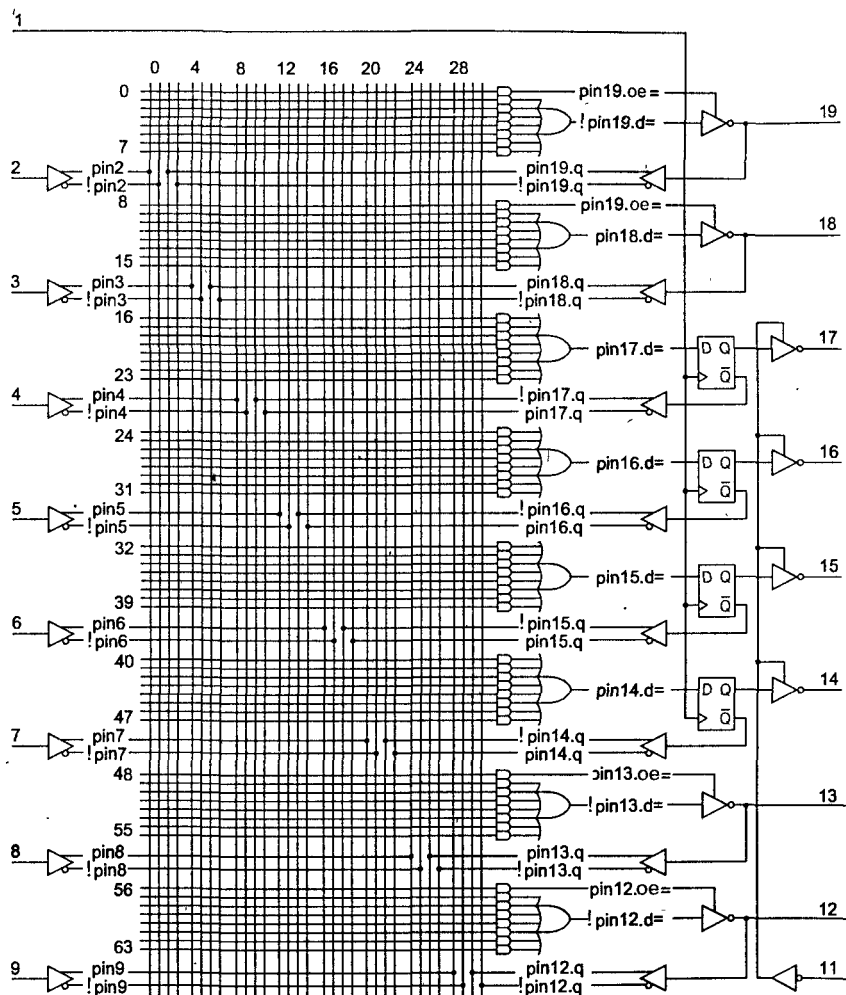 1
0 4 8 12 16 20 24 28
0 pin19.oe=
!pin19.d= 19
7
2 pin2 pin19.q
!pin2 !pin19.q
8 pin19.oe=
pin18.d= 18
15
3 pin3 pin18.q
!pin3 !pin18.q
16
pin17.d= D Q 17
23 Q
4 pin4 !pin17.q
!pin4 pin17.q
24
pin16.d= D Q 16
31 Q
5 pin5 !pin16.q
!pin5 pin16.q
32
pin15.d= D Q 15
39 Q
6 pin6 !pin15.q
!pin6 pin15.q
40
pin14.d= D Q 14
47 Q
7 pin7 !pin14.q
!pin7 pin14.q
48 pin13.oe=
!pin13.d= 13
55
8 pin8 pin13.q
!pin8 !pin13.q
56 pin12.oe=
!pin12.d= 12
63
9 pin9 pin12.q 11
!pin9 !pin12.q